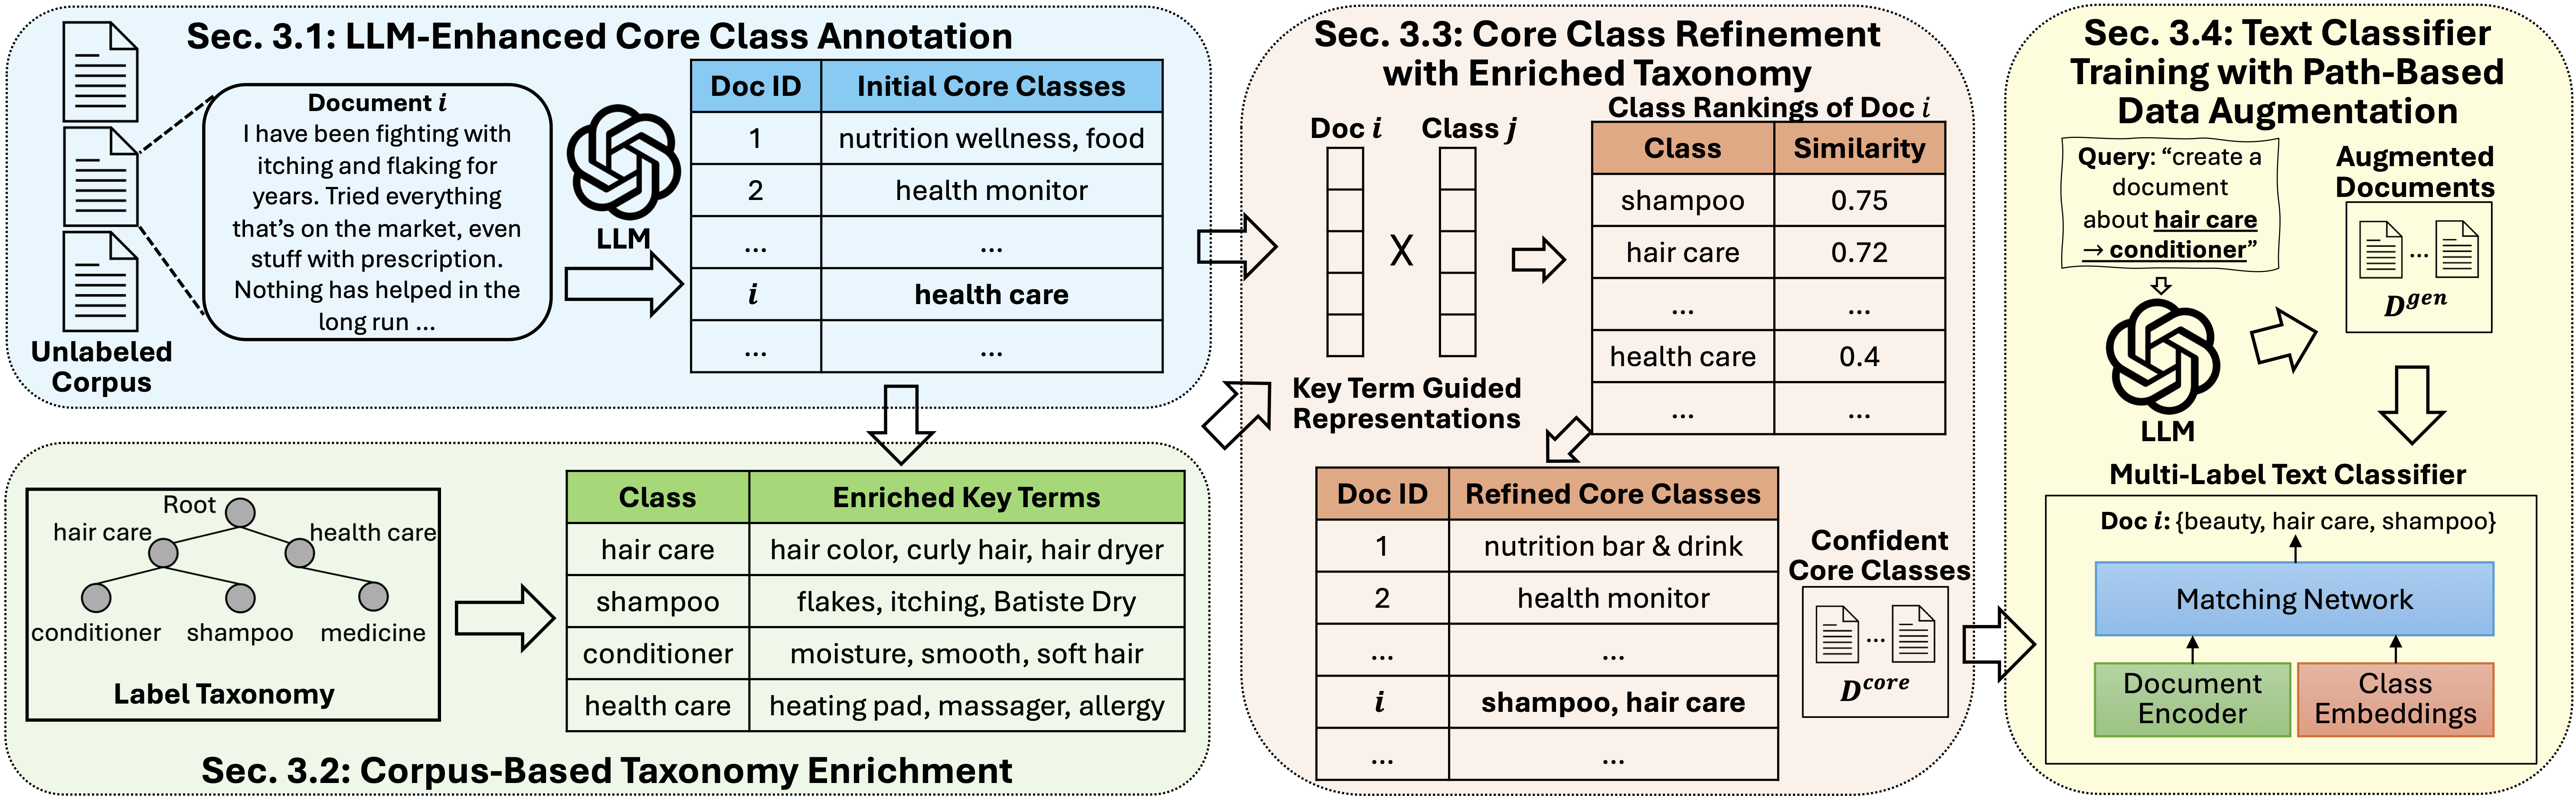 Sec. 3.1: LLM-Enhanced Core Class Annotation
Unlabeled
Corpus
Document i
I have been fighting with
itching and flaking for
years. Tried everything
that's on the market, even
stuff with prescription.
Nothing has helped in the
long run ...
LLM
Doc ID Initial Core Classes
1 nutrition wellness, food
2 health monitor
... ...
i health care
... ...
Sec. 3.2: Corpus-Based Taxonomy Enrichment
Root
hair care health care
conditioner shampoo medicine
Label Taxonomy
Class Enriched Key Terms
hair care hair color, curly hair, hair dryer
shampoo flakes, itching, Batiste Dry
conditioner moisture, smooth, soft hair
health care heating pad, massager, allergy
Sec. 3.3: Core Class Refinement
with Enriched Taxonomy
Doc i Class j
X
Key Term Guided
Representations
Class Rankings of Doc i
Class Similarity
shampoo 0.75
hair care 0.72
... ...
health care 0.4
... ...
Doc ID Refined Core Classes
1 nutrition bar & drink
2 health monitor
... ...
i shampoo, hair care
... ...
Confident
Core Classes
...
D^core
Sec. 3.4: Text Classifier
Training with Path-Based
Data Augmentation
Query: “create a
document
about hair care
→ conditioner”
LLM
Augmented
Documents
...
D^gen
Multi-Label Text Classifier
Doc i: {beauty, hair care, shampoo}
Matching Network
Document
Encoder
Class
Embeddings